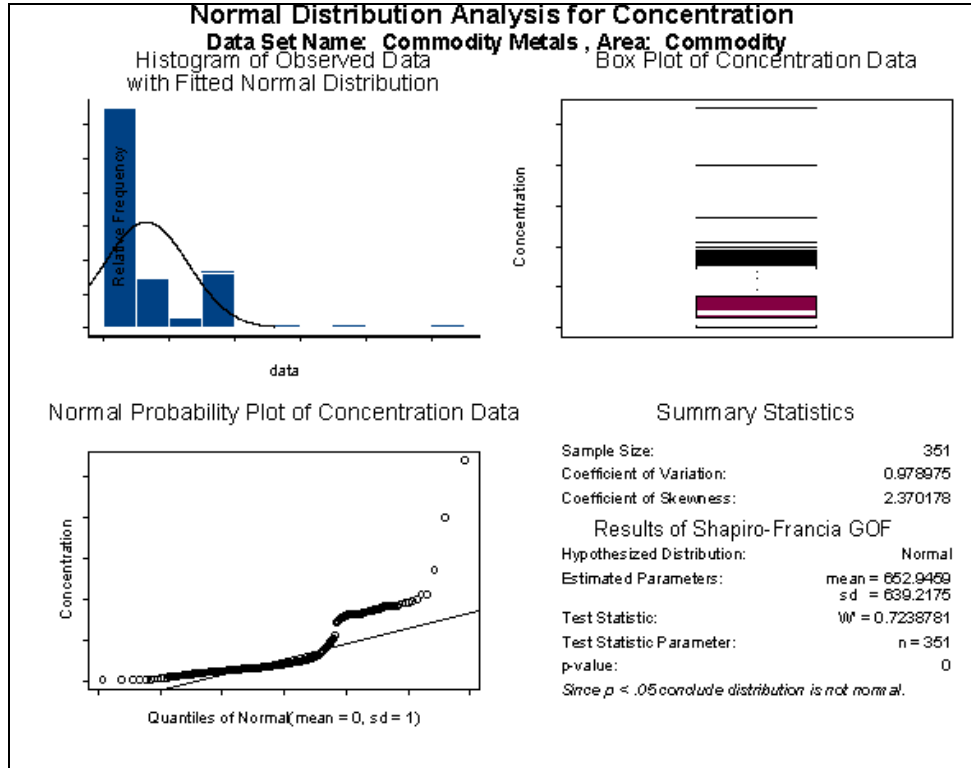 Normal Distribution Analysis for Concentration
Data Set Name: Commodity Metals , Area: Commodity
Histogram of Observed Data
with Fitted Normal Distribution
Relative Frequency
data
Box Plot of Concentration Data
Concentration
Normal Probability Plot of Concentration Data
Concentration
Quantiles of Normal(mean = 0, sd = 1)
Summary Statistics
Sample Size: 351
Coefficient of Variation: 0.978975
Coefficient of Skewness: 2.370178
Results of Shapiro-Francia GOF
Hypothesized Distribution: Normal
Estimated Parameters: mean = 652.9459
sd = 639.2175
Test Statistic: W' = 0.7238781
Test Statistic Parameter: n = 351
p-value: 0
Since p < .05 conclude distribution is not normal.